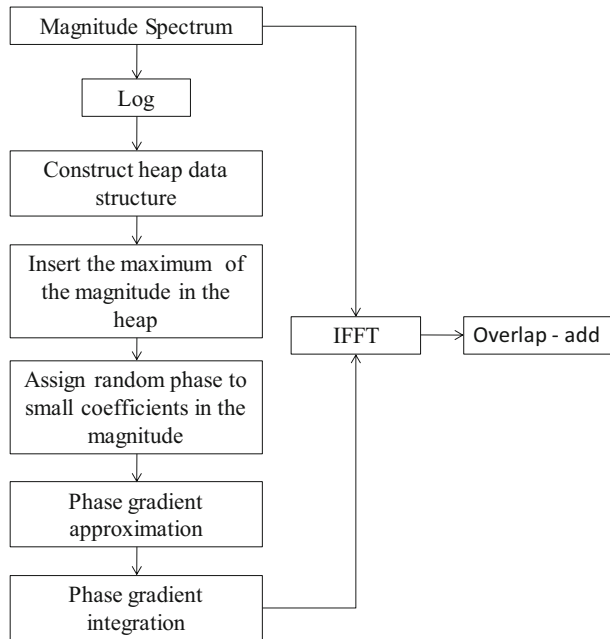 Magnitude Spectrum
Log
Construct heap data
structure
Insert the maximum of
the magnitude in the
heap
Assign random phase to
small coefficients in the
magnitude
Phase gradient
approximation
Phase gradient
integration
IFFT
Overlap - add